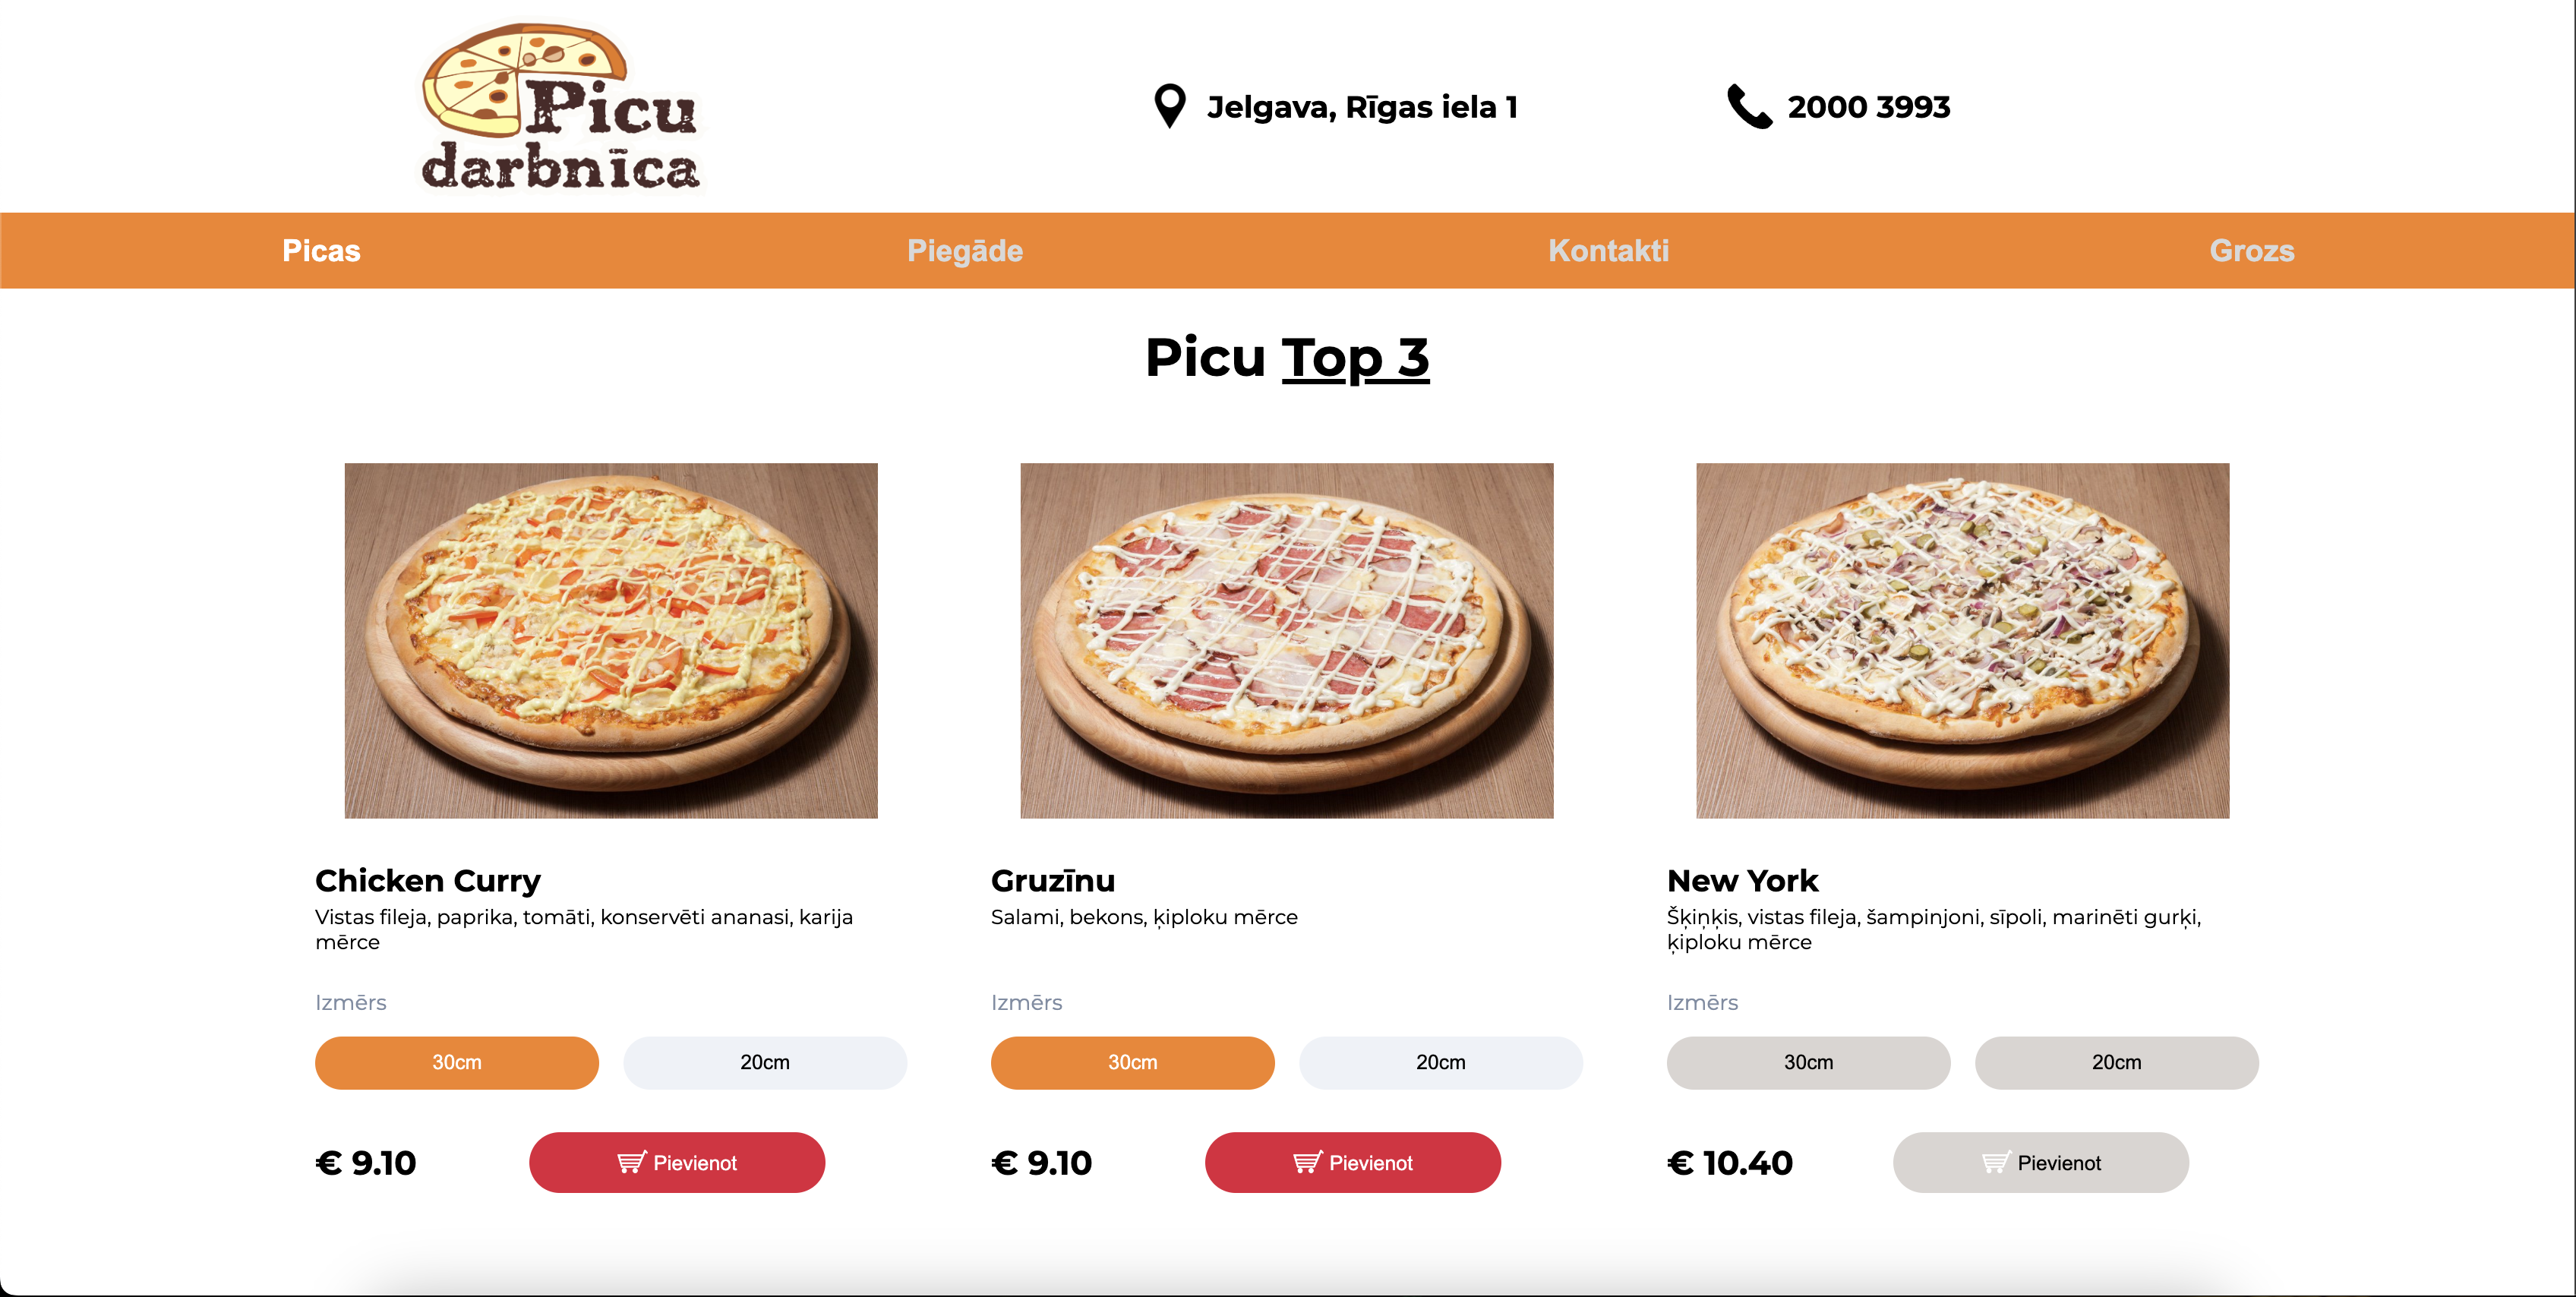 Picu
darbnīca
Jelgava, Rīgas iela 1
2000 3993
Picas
Piegāde
Kontakti
Grozs
Picu Top 3
Chicken Curry
Vistas fileja, paprika, tomāti, konservēti ananasi, karija
mērce
Izmērs
30cm
20cm
€ 9.10
Pievienot
Gruzīnu
Salami, bekons, ķiploku mērce
Izmērs
30cm
20cm
€ 9.10
Pievienot
New York
Šķiņķis, vistas fileja, šampinjoni, sīpoli, marinēti gurķi,
ķiploku mērce
Izmērs
30cm
20cm
€ 10.40
Pievienot